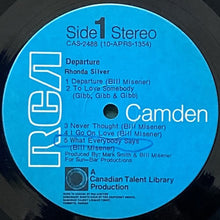 Side 1 Stereo
CAS-2488 (10-APRS-1354)
Departure
Rhonda Silver
1 Departure (Bill Misener)
2 To Love Somebody
(Gibb, Gibb & Gibb)
RCA
Camden
3 Never Thought (Bill Misener)
4 I Go On Love (Bill Misener)
5 What Everybody Says
(Bill Misener)
Produced by: Mark Smith & Bill Misener
For Sun-Bar Productions
A
Canadian Talent Library
Production